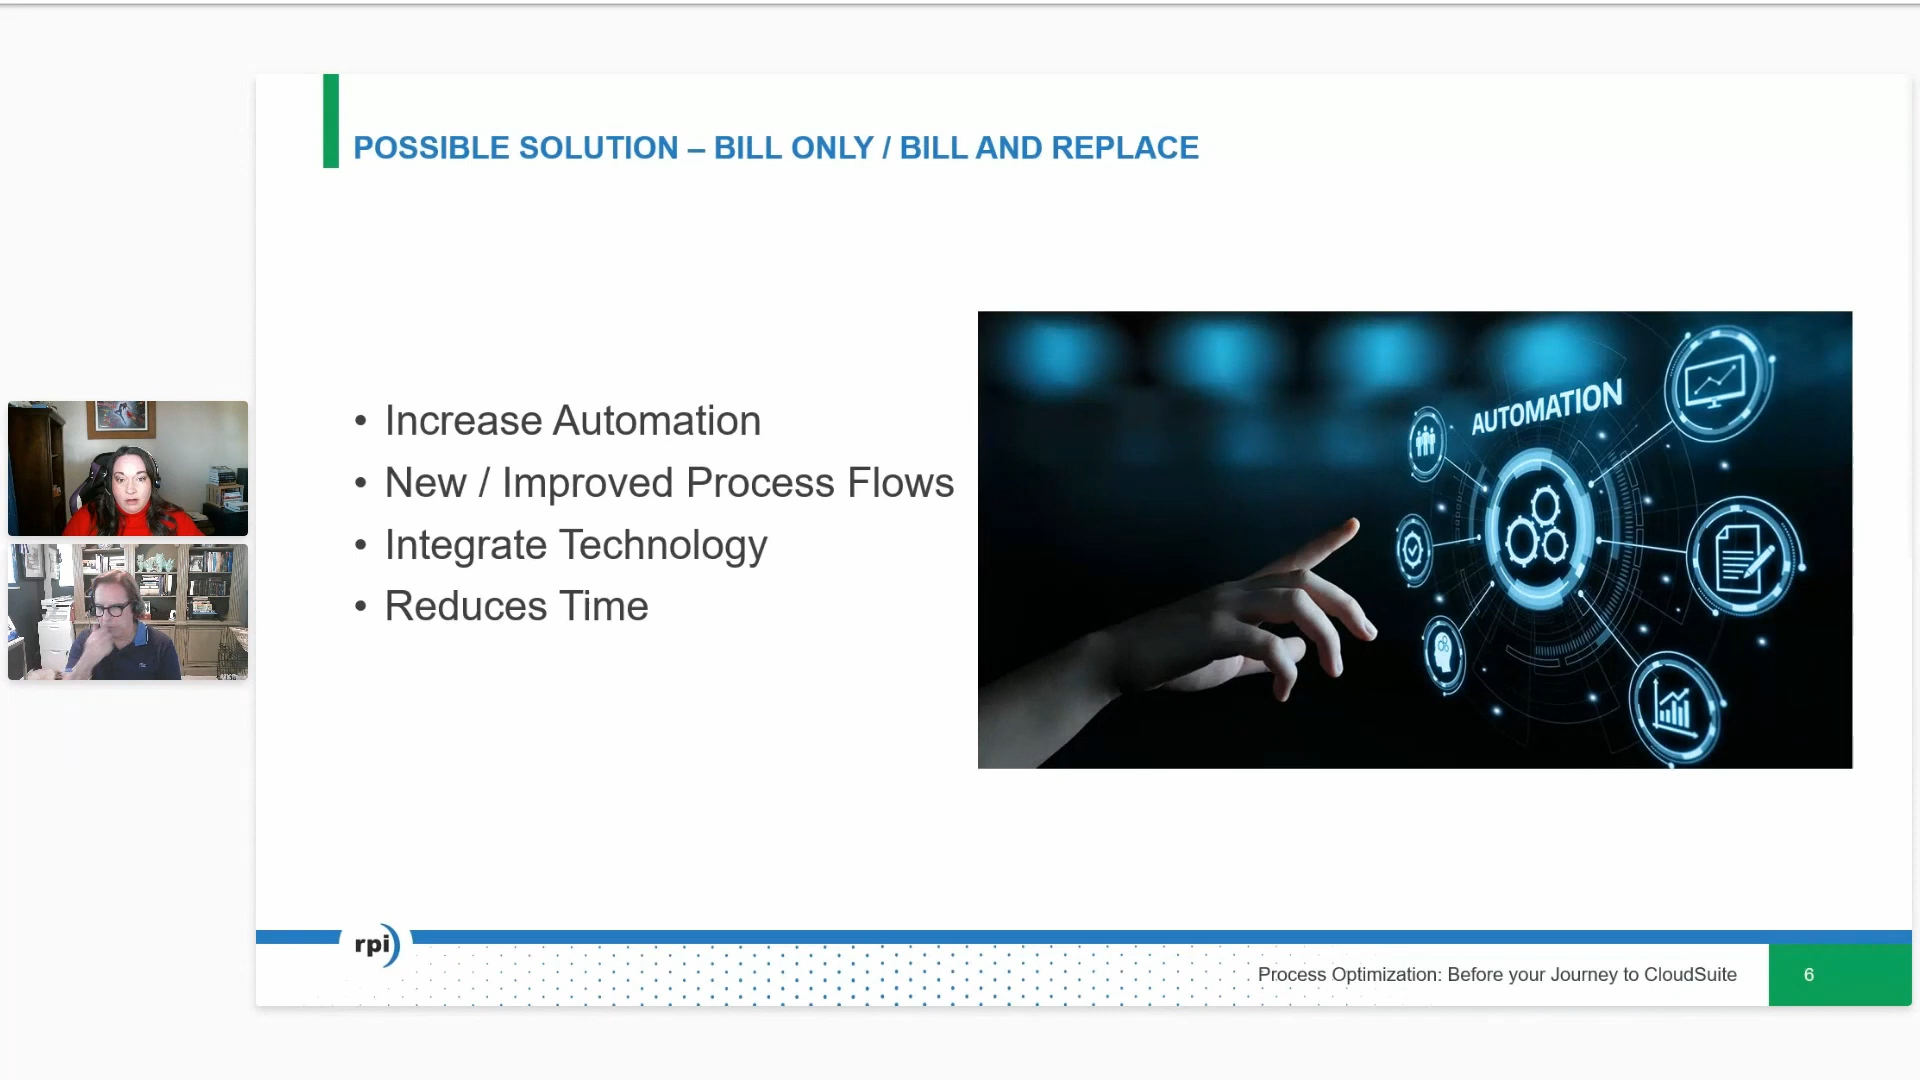 POSSIBLE SOLUTION – BILL ONLY / BILL AND REPLACE
• Increase Automation
• New / Improved Process Flows
• Integrate Technology
• Reduces Time
AUTOMATION
rpi
Process Optimization: Before your Journey to CloudSuite
6